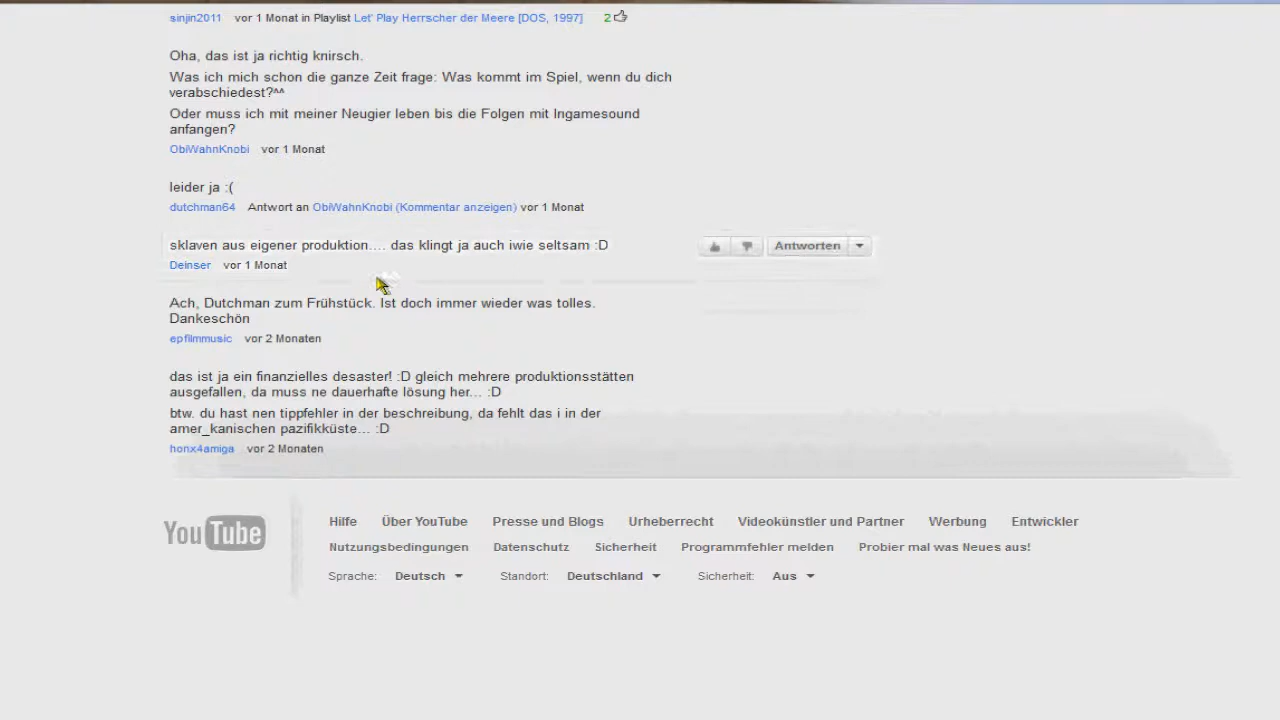 sinjin2011 vor 1 Monat in Playlist Let' Play Herrscher der Meere [DOS, 1997] 2
Oha, das ist ja richtig knirsch.
Was ich mich schon die ganze Zeit frage: Was kommt im Spiel, wenn du dich
verabschiedest?^^
Oder muss ich mit meiner Neugier leben bis die Folgen mit Ingamesound
anfangen?
ObiWahnKnobi vor 1 Monat
leider ja :(
dutchman64 Antwort an ObiWahnKnobi (Kommentar anzeigen) vor 1 Monat
sklaven aus eigener produktion.... das klingt ja auch iwie seltsam :D
Antworten
Deinser vor 1 Monat
Ach, Dutchman zum Frühstück. Ist doch immer wieder was tolles.
Dankeschön
epfilmmusic vor 2 Monaten
das ist ja ein finanzielles desaster! :D gleich mehrere produktionsstätten
ausgefallen, da muss ne dauerhafte lösung her... :D
btw. du hast nen tippfehler in der beschreibung, da fehlt das i in der
amer_kanischen pazifikküste... :D
honx4amiga vor 2 Monaten
YouTube
Hilfe Über YouTube Presse und Blogs Urheberrecht Videokünstler und Partner Werbung Entwickler
Nutzungsbedingungen Datenschutz Sicherheit Programmfehler melden Probier mal was Neues aus!
Sprache: Deutsch Standort: Deutschland Sicherheit: Aus